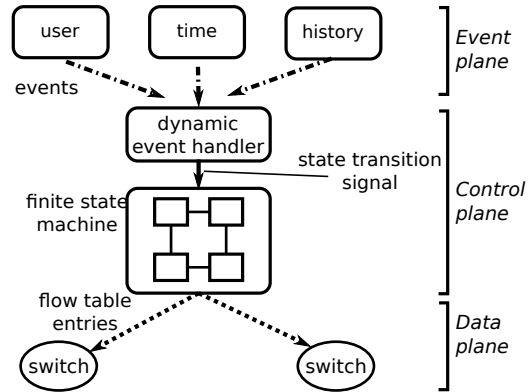 user
time
history
Event
plane
events
dynamic
event handler
state transition
signal
finite state
machine
Control
plane
flow table
entries
Data
plane
switch
switch